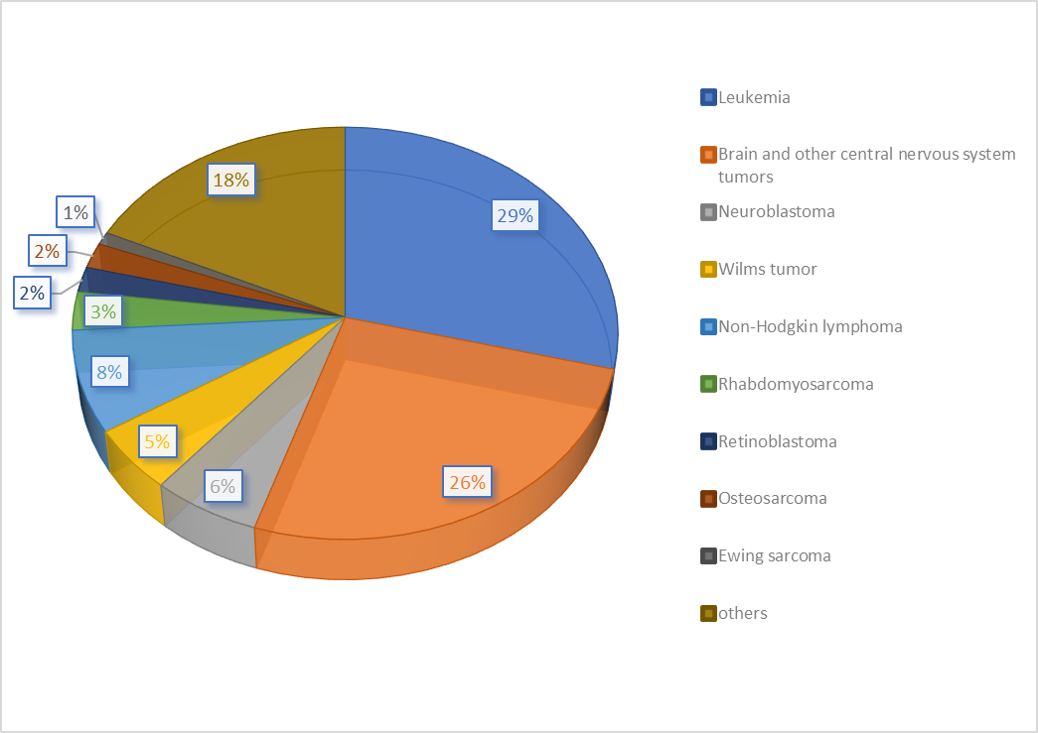 29%
26%
6%
5%
8%
3%
2%
2%
1%
18%
Leukemia
Brain and other central nervous system
tumors
Neuroblastoma
Wilms tumor
Non-Hodgkin lymphoma
Rhabdomyosarcoma
Retinoblastoma
Osteosarcoma
Ewing sarcoma
others